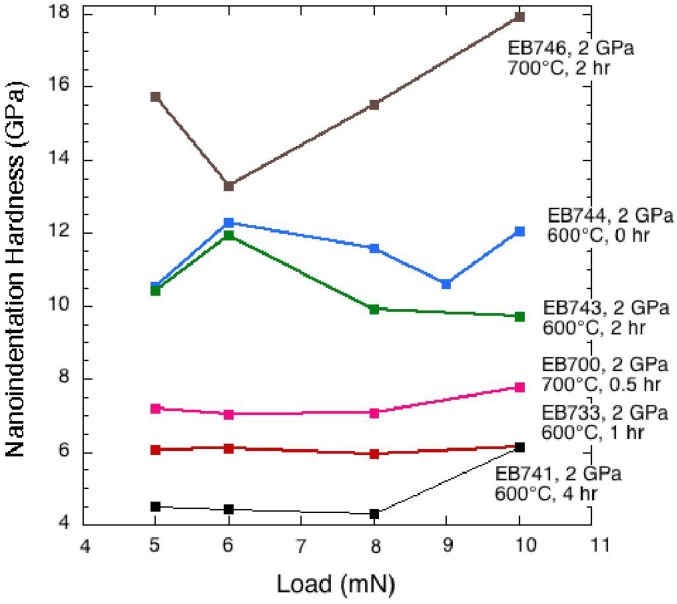 Nanoindentation Hardness (GPa)
18
16
14
12
10
8
6
4
EB746, 2 GPa
700°C, 2 hr
EB744, 2 GPa
600°C, 0 hr
EB743, 2 GPa
600°C, 2 hr
EB700, 2 GPa
700°C, 0.5 hr
EB733, 2 GPa
600°C, 1 hr
EB741, 2 GPa
600°C, 4 hr
4 5 6 7 8 9 10 11
Load (mN)